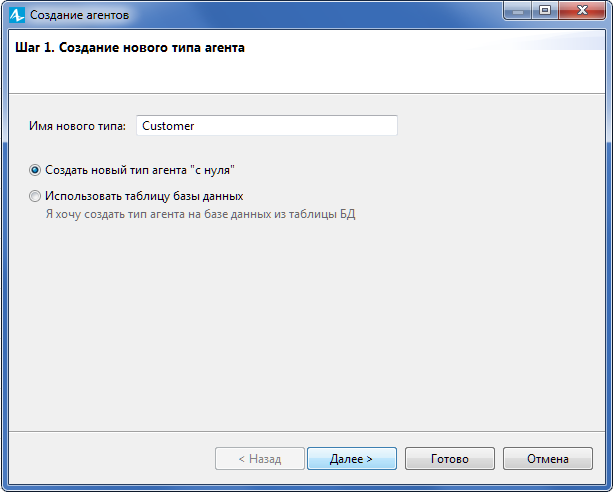 Создание агентов
Шаг 1. Создание нового типа агента
Имя нового типа: Customer
Создать новый тип агента "с нуля"
Использовать таблицу базы данных
Я хочу создать тип агента на базе данных из таблицы БД
< Назад Далее > Готово Отмена